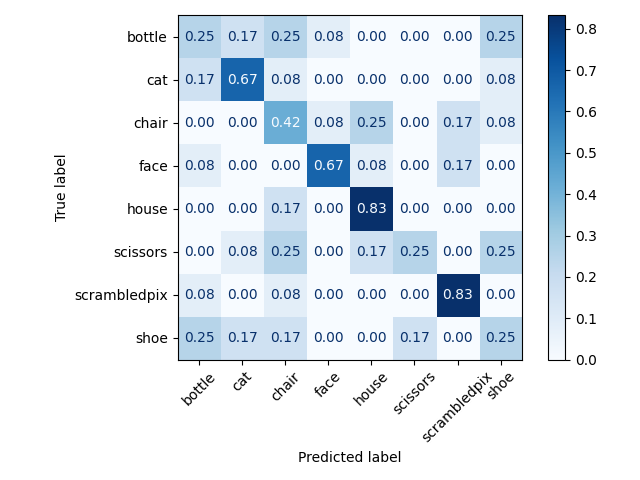 bottle 0.25 0.17 0.25 0.08 0.00 0.00 0.00 0.25
cat 0.17 0.67 0.08 0.00 0.00 0.00 0.00 0.08
chair 0.00 0.00 0.42 0.08 0.25 0.00 0.17 0.08
face 0.08 0.00 0.00 0.67 0.08 0.00 0.17 0.00
house 0.00 0.00 0.17 0.00 0.83 0.00 0.00 0.00
scissors 0.00 0.08 0.25 0.00 0.17 0.25 0.00 0.25
scrambledpix 0.08 0.00 0.08 0.00 0.00 0.00 0.83 0.00
shoe 0.25 0.17 0.17 0.00 0.00 0.17 0.00 0.25
True label
bottle cat chair face house scissors scrambledpix shoe
Predicted label
0.8
0.7
0.6
0.5
0.4
0.3
0.2
0.1
0.0